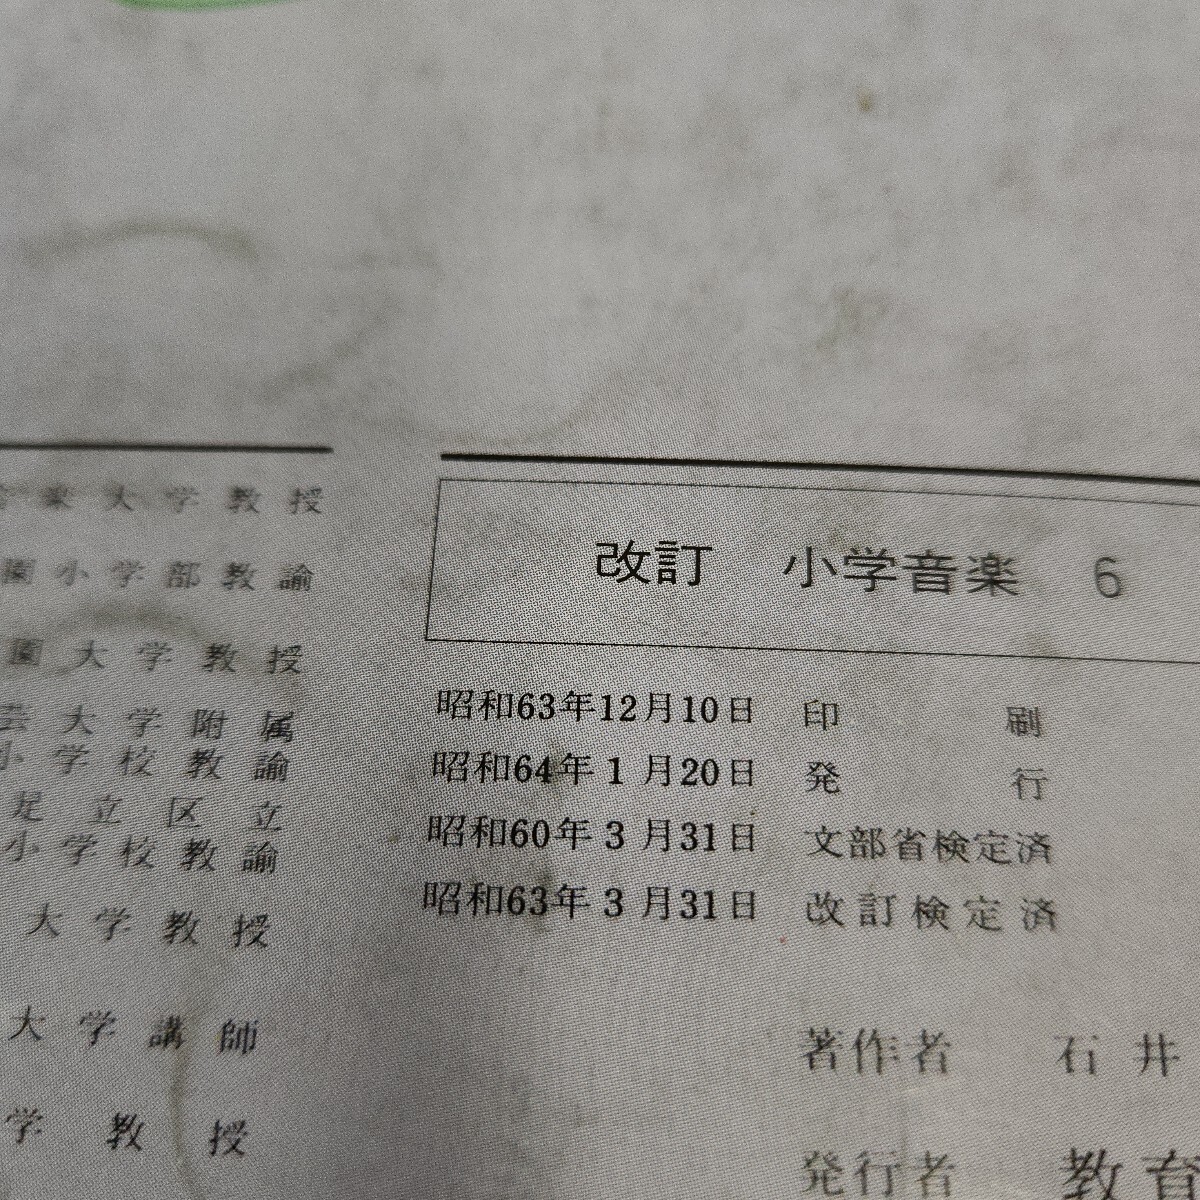 楽大学教授
園小学部教諭
園大学教授
芸大学附属
小学校教諭
足立区立
小学校教諭
大学教授
大学講師
学教授
改訂 小学音楽 6
昭和63年12月10日 印刷
昭和64年1月20日 発行
昭和60年3月31日 文部省検定済
昭和63年3月31日 改訂検定済
著作者 石井
発行者 教育